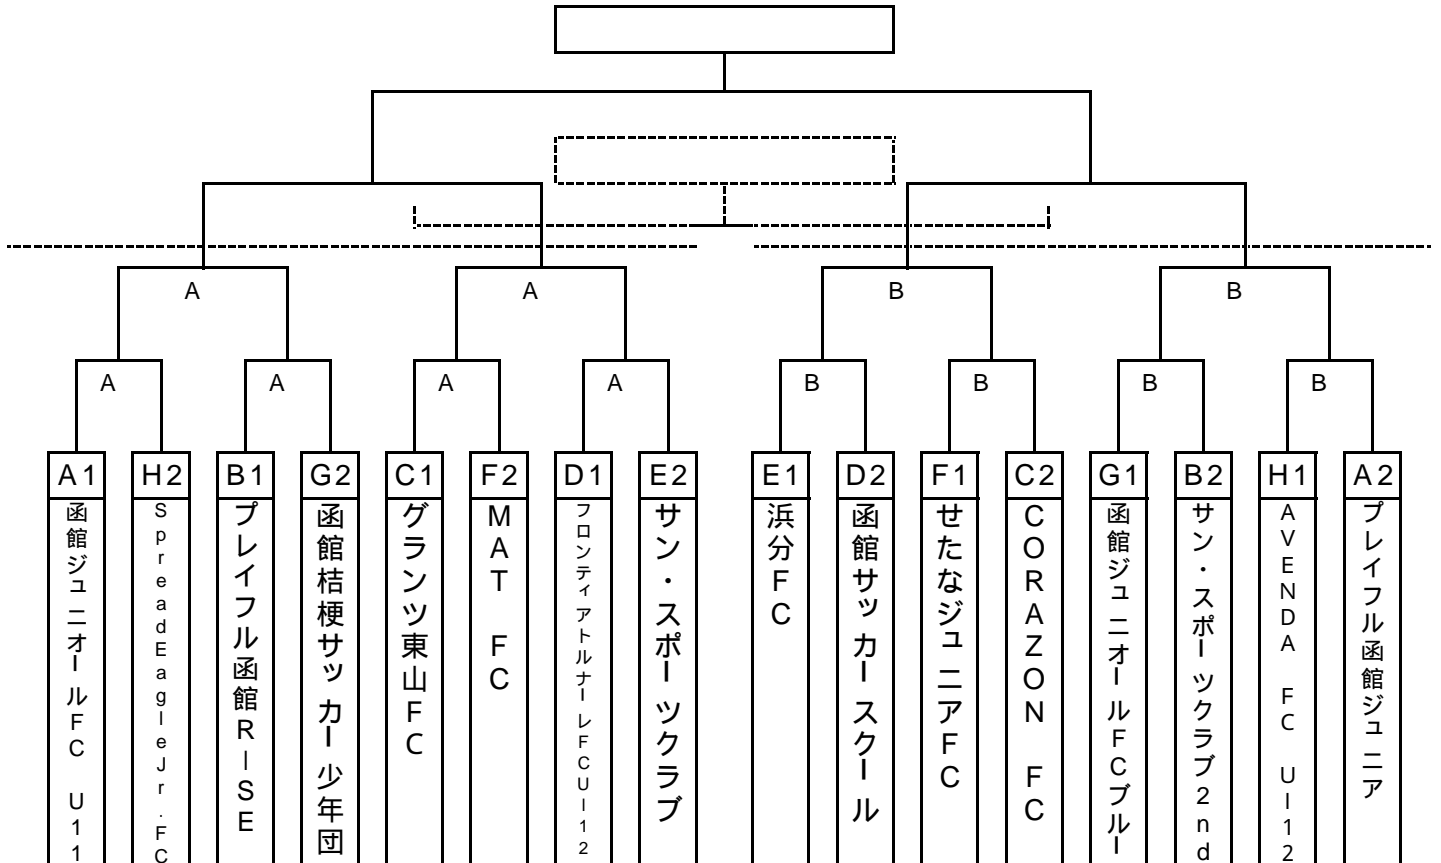 A A B B
A A A A B B B B
A1 H2 B1 G2 C1 F2 D1 E2 E1 D2 F1 C2 G1 B2 H1 A2
函館ジュニオールFC U11
SpreadEagleJr.FC
プレイフル函館RISE
函館桔梗サッカー少年団
グランツ東山FC
MAT FC
フロンティアトルナーレFCU-12
サン・スポーツクラブ
浜分FC
函館サッカースクール
せたなジュニアFC
CORAZON FC
函館ジュニオールFCブルー
サン・スポーツクラブ2nd
AVENDA FC U-12
プレイフル函館ジュニア